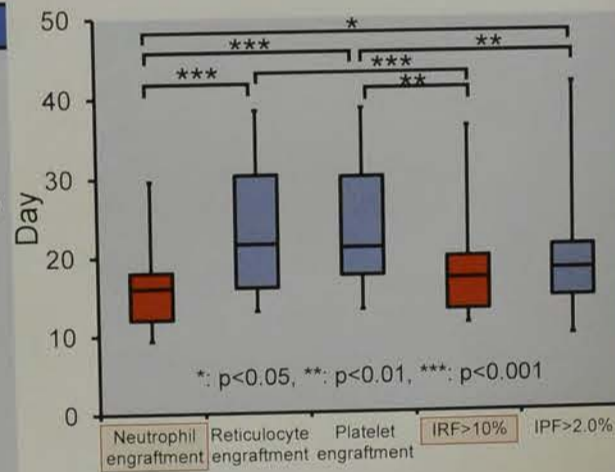 50
40
30
20
10
0
Day
*
***
**
***
***
**
*: p<0.05, **: p<0.01, ***: p<0.001
Neutrophil engraftment
Reticulocyte engraftment
Platelet engraftment
IRF>10%
IPF>2.0%